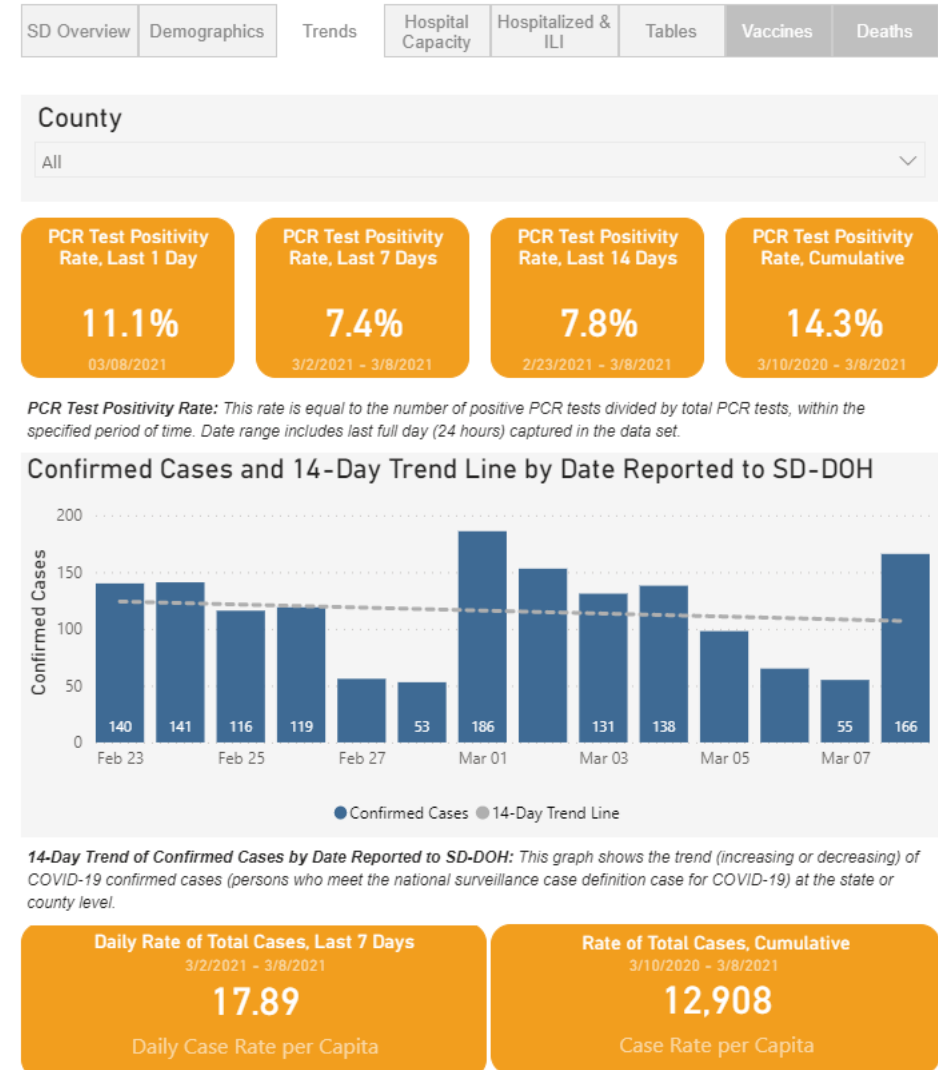 SD Overview
Demographics
Trends
Hospital
Capacity
Hospitalized &
ILI
Tables
Vaccines
Deaths
County
All
PCR Test Positivity
Rate, Last 1 Day
11.1%
03/08/2021
PCR Test Positivity
Rate, Last 7 Days
7.4%
3/2/2021 - 3/8/2021
PCR Test Positivity
Rate, Last 14 Days
7.8%
2/23/2021 - 3/8/2021
PCR Test Positivity
Rate, Cumulative
14.3%
3/10/2020 - 3/8/2021
PCR Test Positivity Rate: This rate is equal to the number of positive PCR tests divided by total PCR tests, within the
specified period of time. Date range includes last full day (24 hours) captured in the data set.
Confirmed Cases and 14-Day Trend Line by Date Reported to SD-DOH
Confirmed Cases
200
150
100
50
0
140 141 116 119 53 186 131 138 55 166
Feb 23 Feb 25 Feb 27 Mar 01 Mar 03 Mar 05 Mar 07
Confirmed Cases 14-Day Trend Line
14-Day Trend of Confirmed Cases by Date Reported to SD-DOH: This graph shows the trend (increasing or decreasing) of
COVID-19 confirmed cases (persons who meet the national surveillance case definition case for COVID-19) at the state or
county level.
Daily Rate of Total Cases, Last 7 Days
3/2/2021 - 3/8/2021
17.89
Daily Case Rate per Capita
Rate of Total Cases, Cumulative
3/10/2020 - 3/8/2021
12,908
Case Rate per Capita